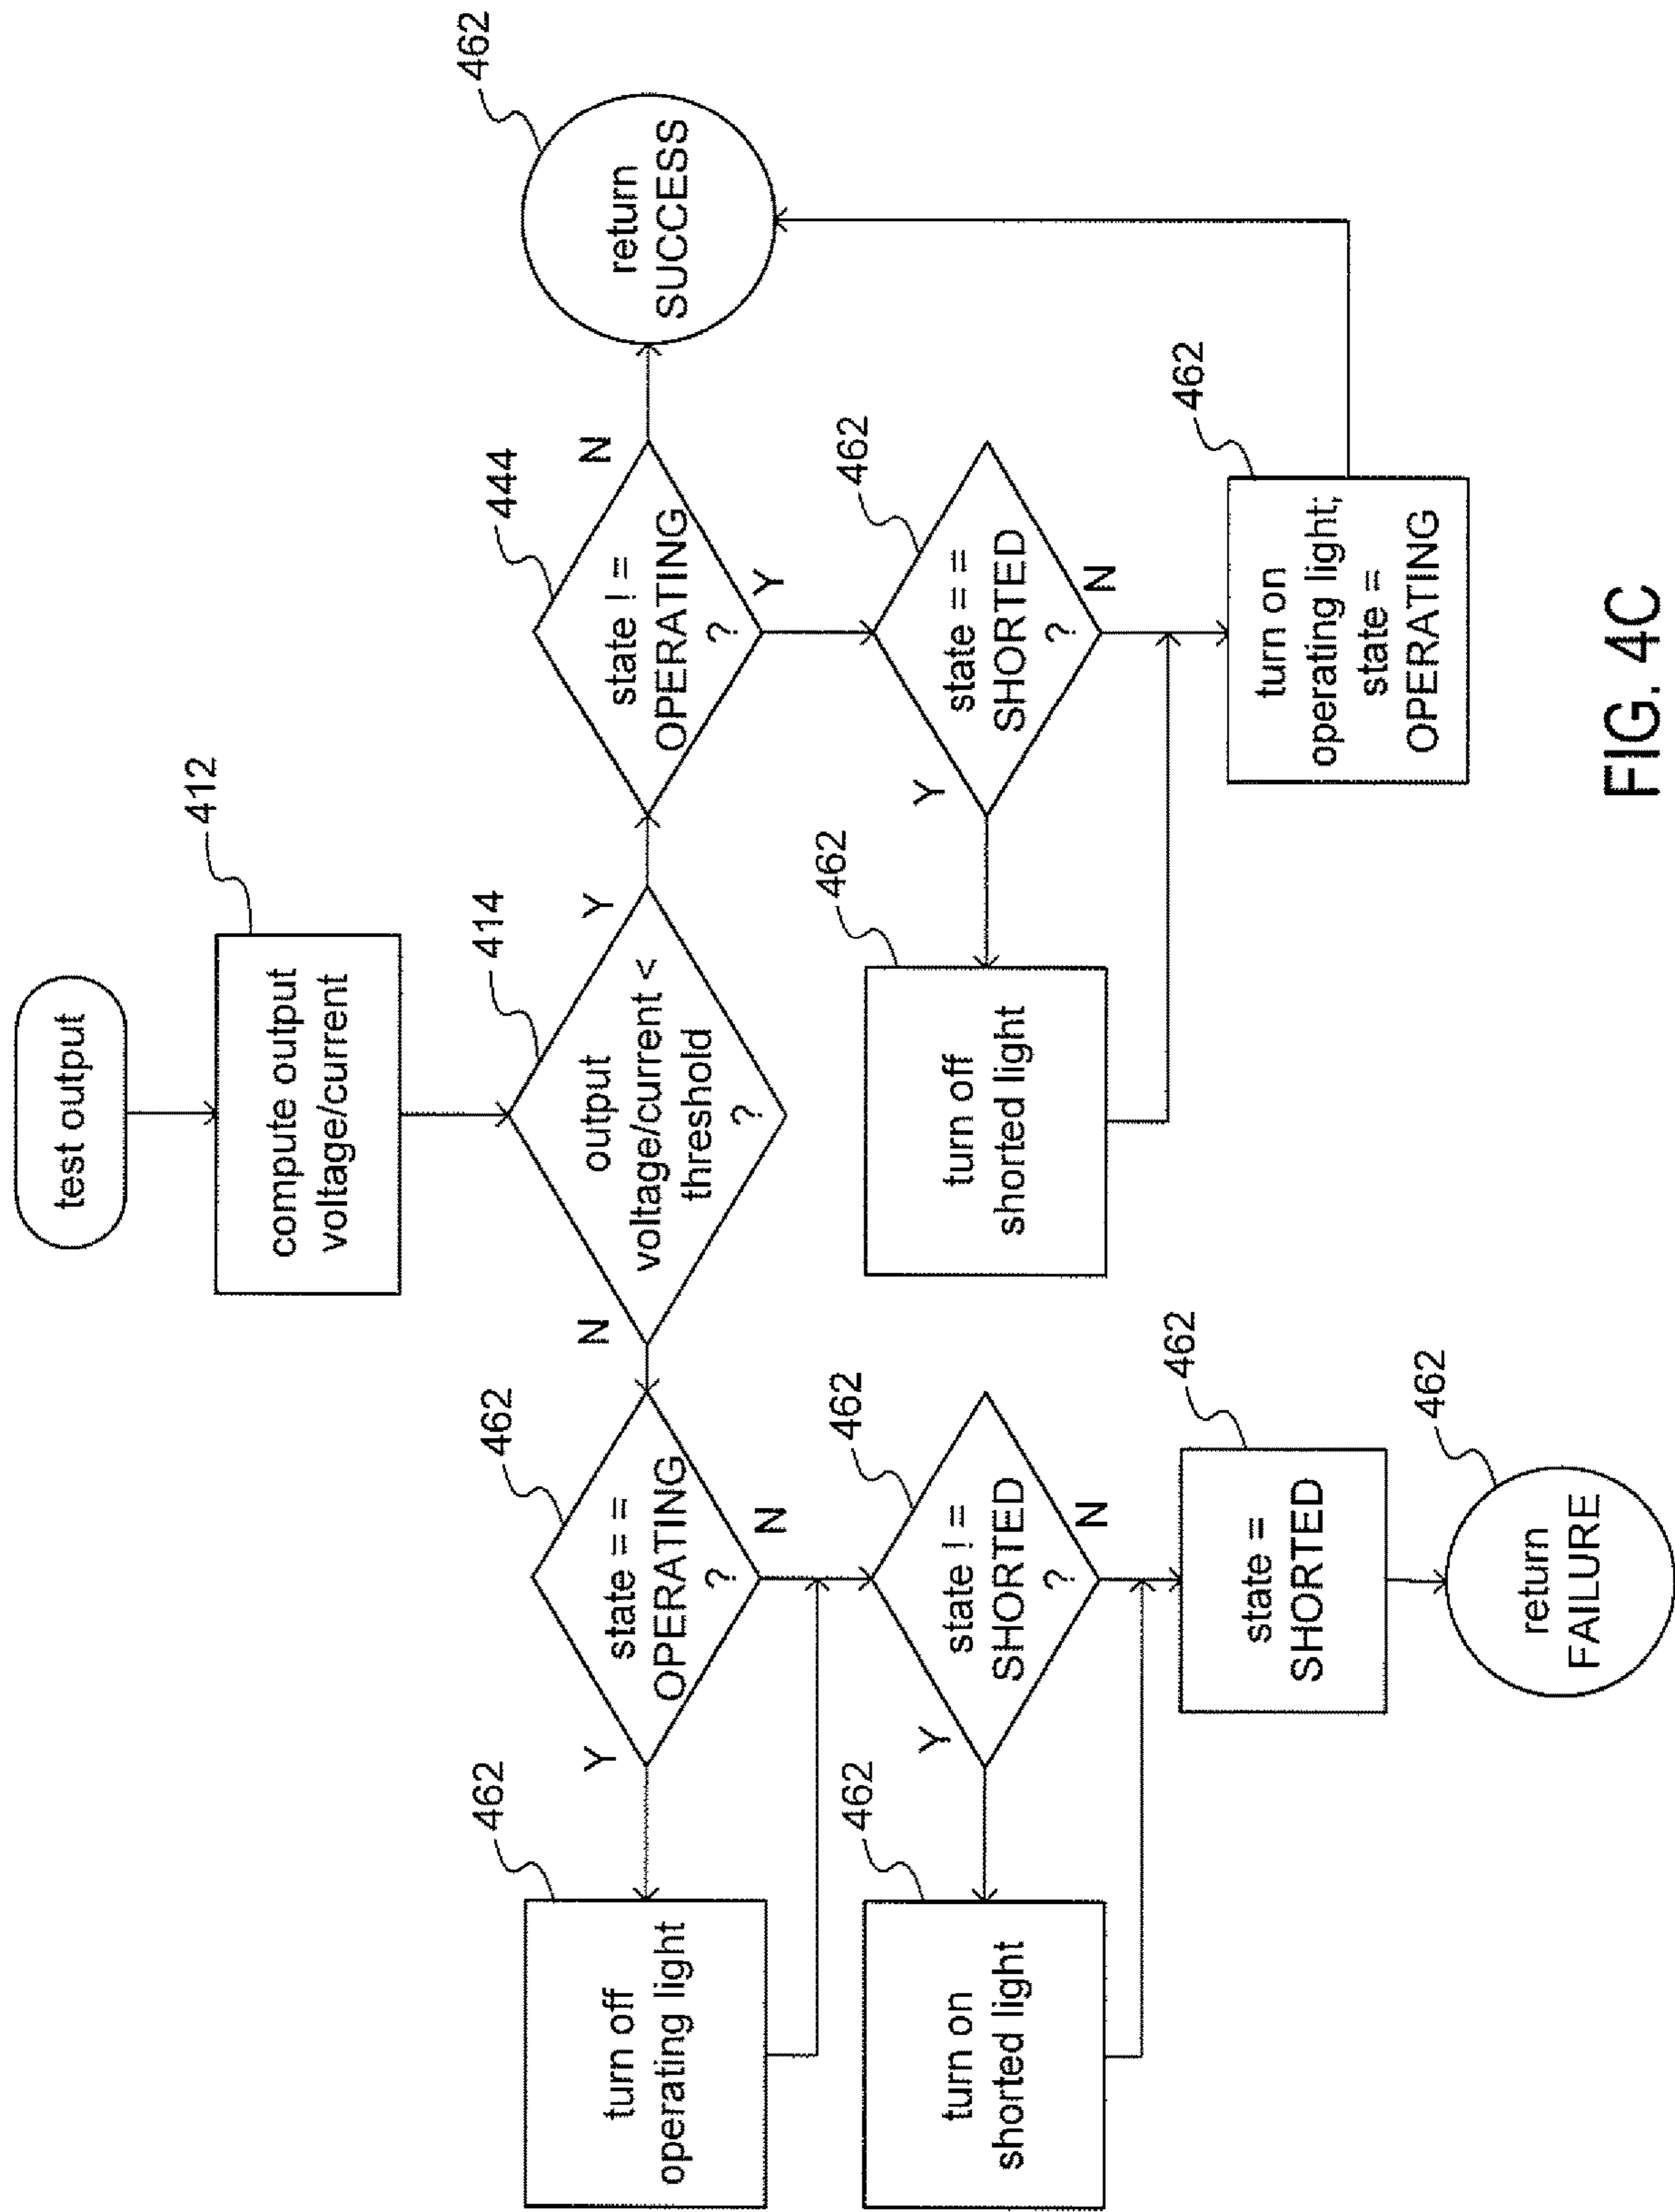 test output
412
compute output
voltage/current
414
output
voltage/current <
threshold
?
N
Y
462
state = =
OPERATING
?
Y
N
462
turn off
operating light
462
state ! =
SHORTED
?
Y
N
462
turn on
shorted light
462
state =
SHORTED
462
return
FAILURE
444
state ! =
OPERATING
?
N
Y
462
return
SUCCESS
462
state = =
SHORTED
?
Y
N
462
turn off
shorted light
462
turn on
operating light;
state =
OPERATING
FIG. 4C